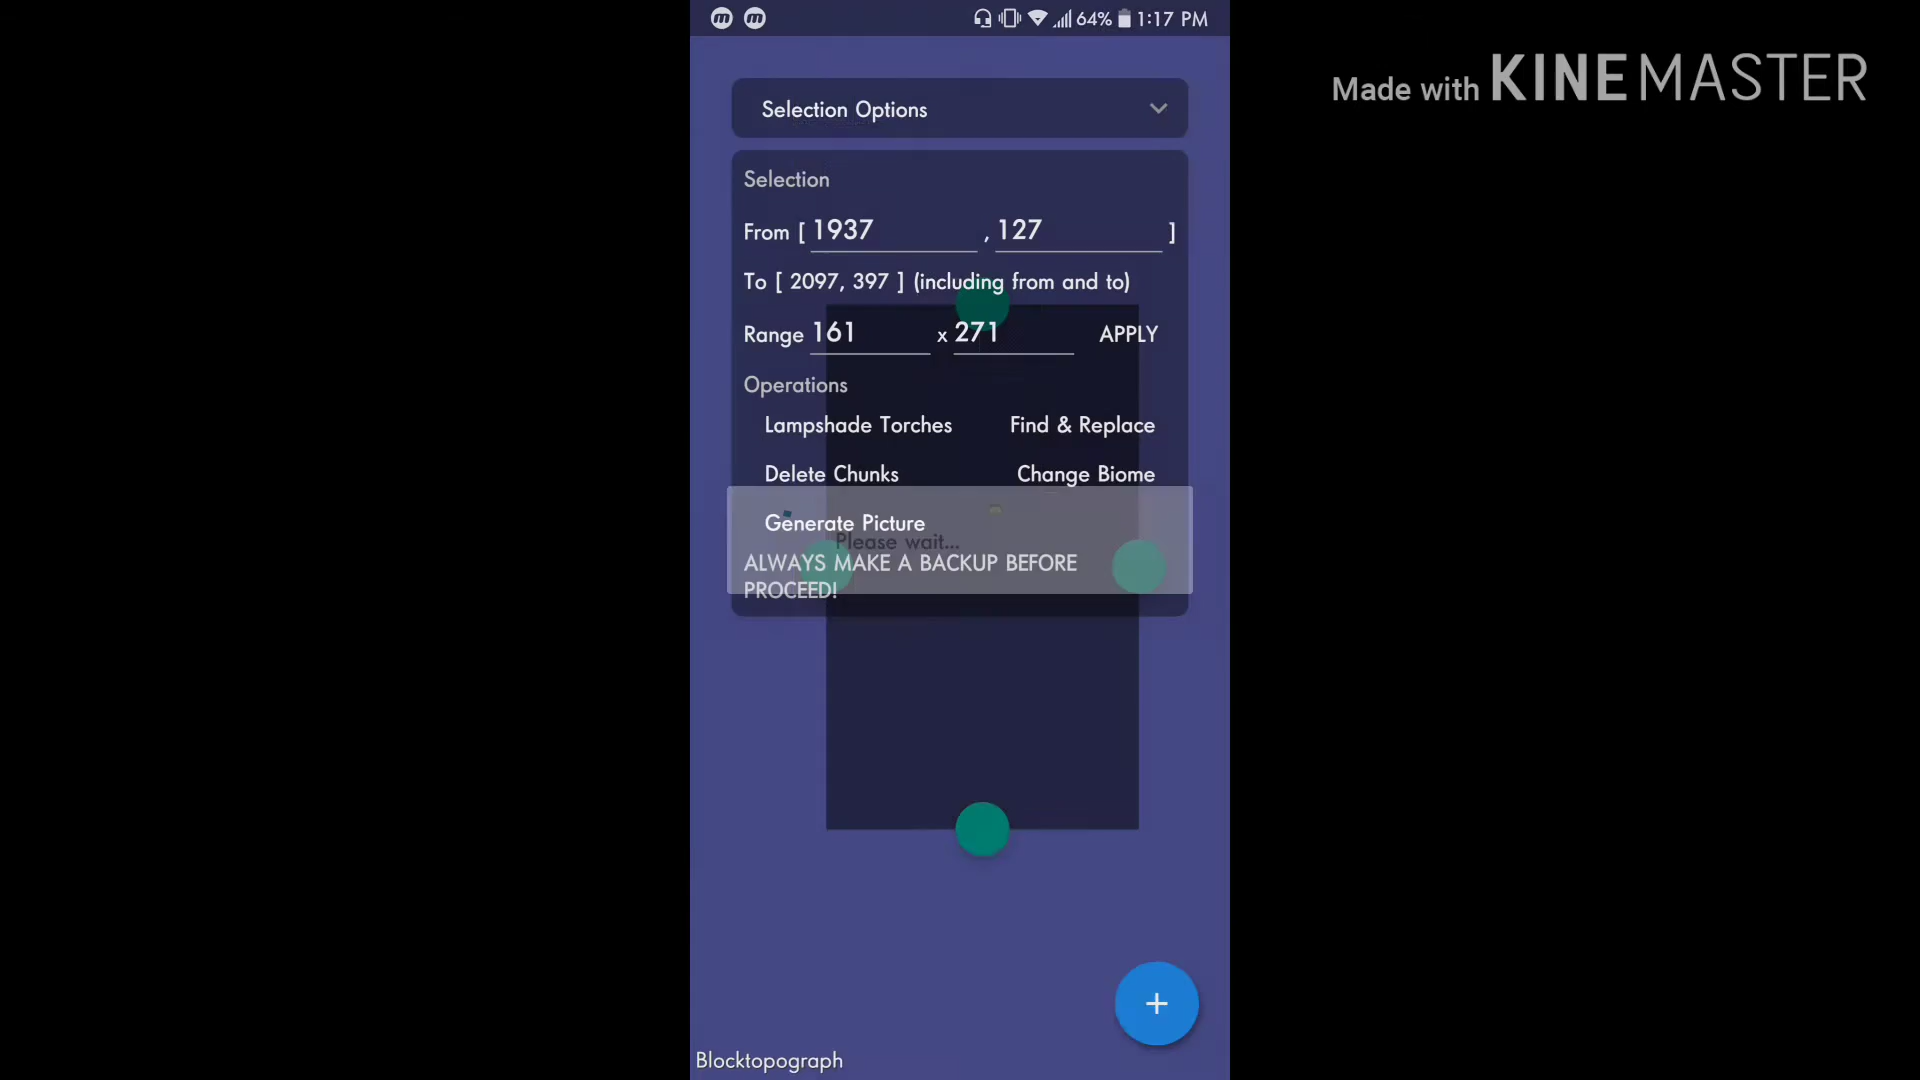 64% 1:17 PM
Made with KINEMASTER
Selection Options
Selection
From [ 1937 , 127 ]
To [ 2097, 397 ] (including from and to)
Range 161 x 271 APPLY
Operations
Lampshade Torches Find & Replace
Delete Chunks Change Biome
Generate Picture
Please wait...
ALWAYS MAKE A BACKUP BEFORE
PROCEED!
Blocktopograph